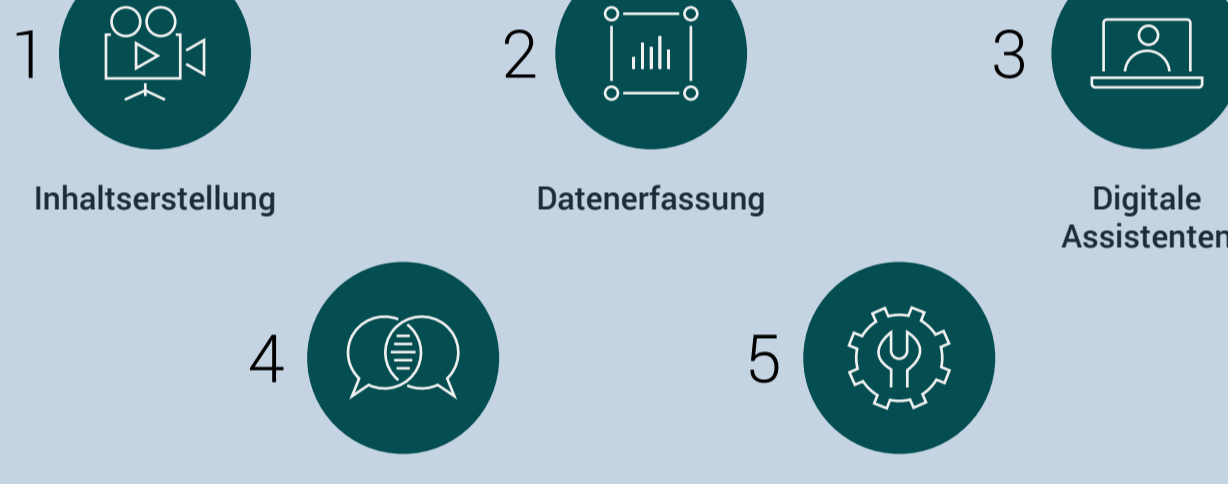 1
2
3
Inhaltserstellung
Datenerfassung
Digitale
Assistenten
4
5